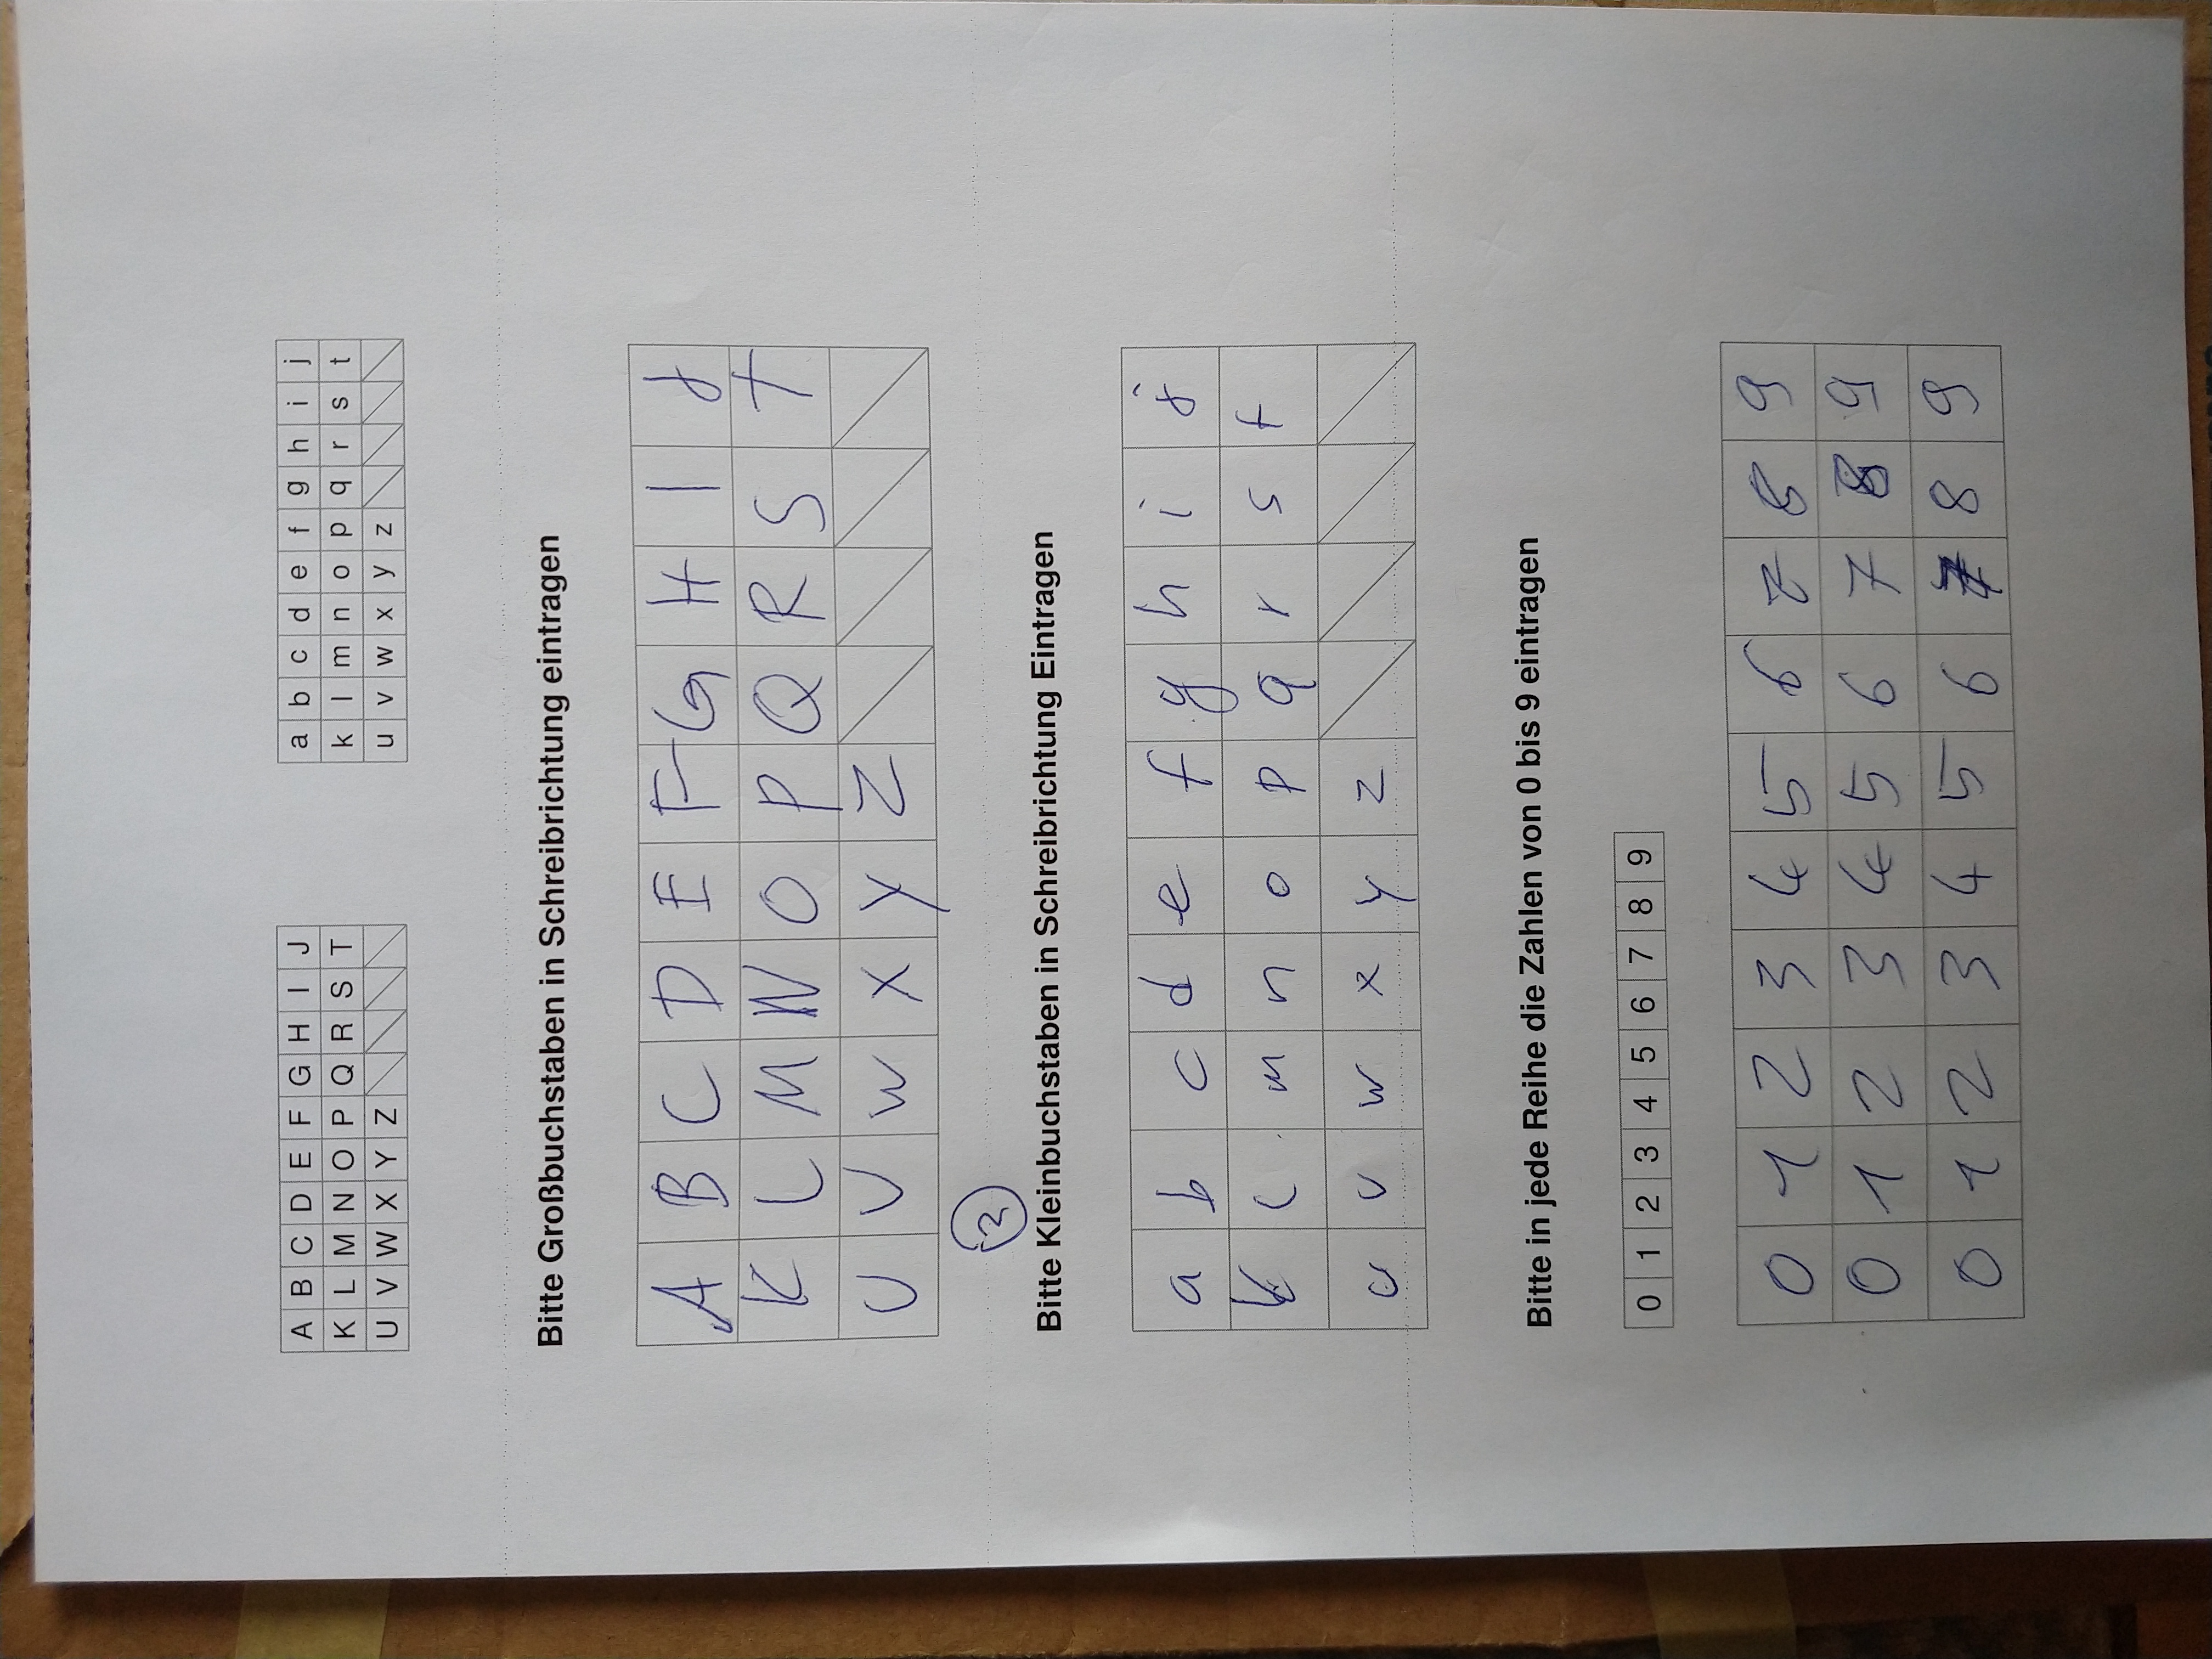 A B C D E F G H I J
K L M N O P Q R S T
U V W X Y Z
a b c d e f g h i j
k l m n o p q r s t
u v w x y z
Bitte Großbuchstaben in Schreibrichtung eintragen
A B C D E F G H I J
K L M N O P Q R S T
U V W X Y Z
2
Bitte Kleinbuchstaben in Schreibrichtung Eintragen
a b c d e f g h i j
k l m n o p q r s t
u v w x y z
Bitte in jede Reihe die Zahlen von 0 bis 9 eintragen
0 1 2 3 4 5 6 7 8 9
0 1 2 3 4 5 6 7 8 9
0 1 2 3 4 5 6 7 8 9
0 1 2 3 4 5 6 7 8 9